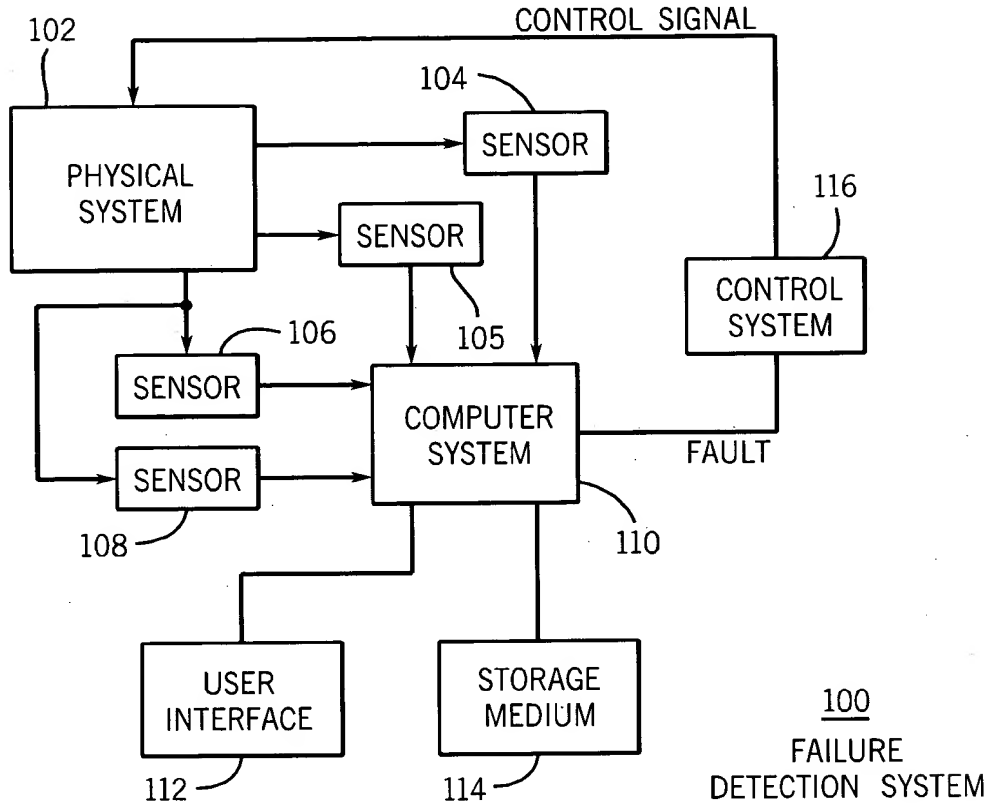 CONTROL SIGNAL
102
104
SENSOR
PHYSICAL
SYSTEM
116
SENSOR
CONTROL
SYSTEM
106
105
SENSOR
COMPUTER
SYSTEM
FAULT
SENSOR
108
110
USER
INTERFACE
STORAGE
MEDIUM
112
114
100
FAILURE
DETECTION SYSTEM